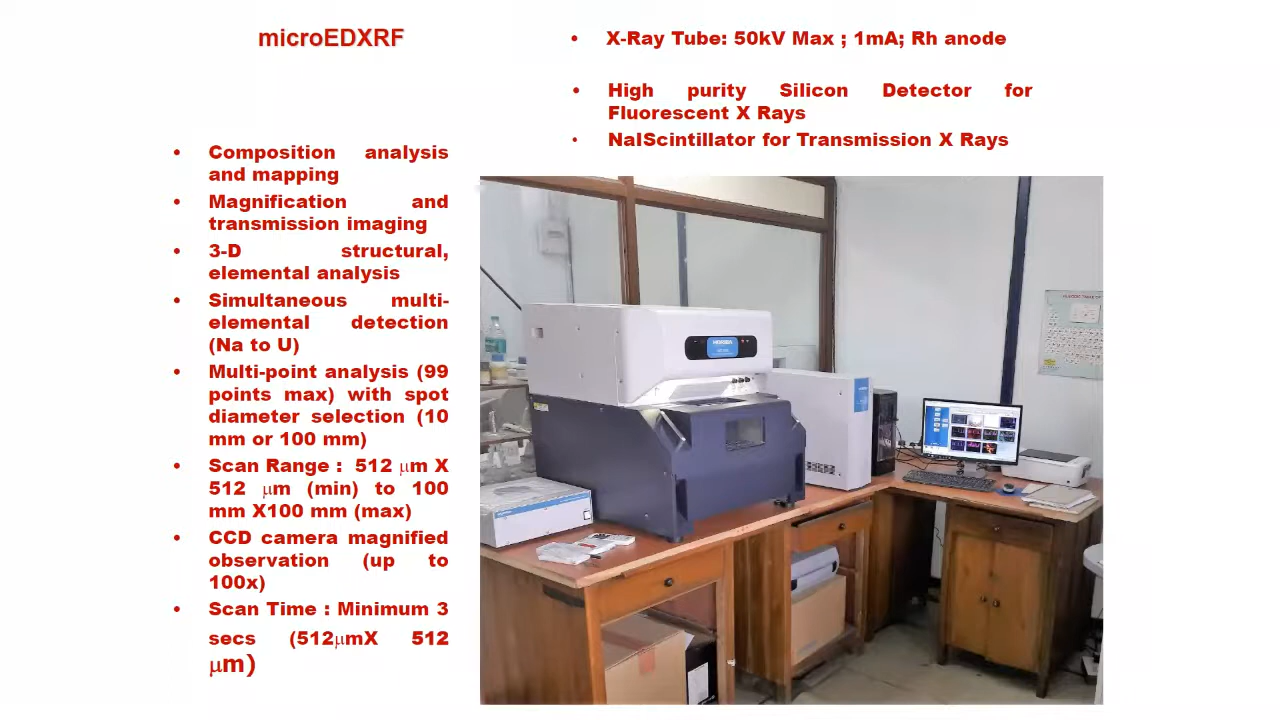 microEDXRF
• X-Ray Tube: 50kV Max ; 1mA; Rh anode
• High purity Silicon Detector for
Fluorescent X Rays
• NaIScintillator for Transmission X Rays
• Composition analysis
and mapping
• Magnification and
transmission imaging
• 3-D structural,
elemental analysis
• Simultaneous multi-
elemental detection
(Na to U)
• Multi-point analysis (99
points max) with spot
diameter selection (10
mm or 100 mm)
• Scan Range : 512 μm X
512 μm (min) to 100
mm X100 mm (max)
• CCD camera magnified
observation (up to
100x)
• Scan Time : Minimum 3
secs (512μmX 512
μm)
HORIBA